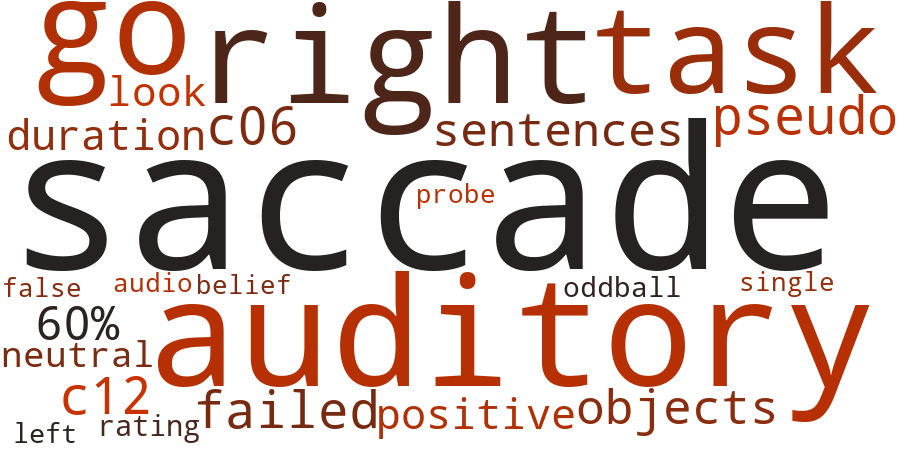 go right task
look
duration c06 sentences pseudo
saccade
probe
false audio belief oddball single
60% auditory
neutral
c12 failed positive objects
left rating